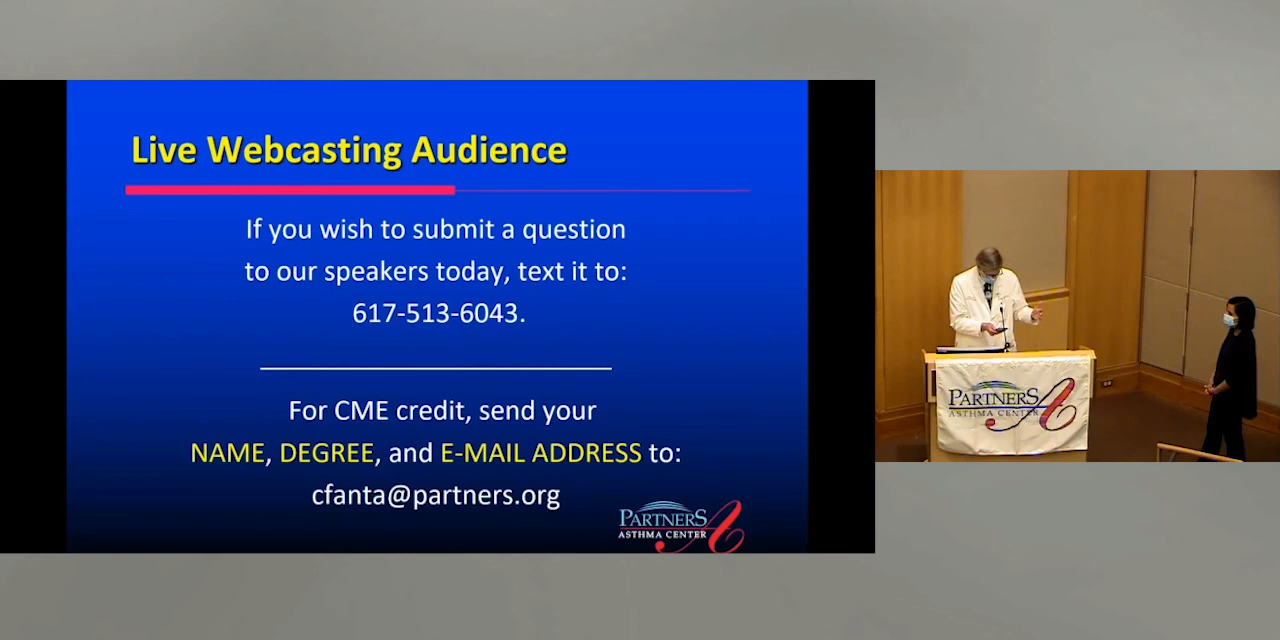 Live Webcasting Audience
If you wish to submit a question
to our speakers today, text it to:
617-513-6043.
For CME credit, send your
NAME, DEGREE, and E-MAIL ADDRESS to:
cfanta@partners.org
PARTNERS
ASTHMA CENTER
PARTNERS
ASTHMA CENTER